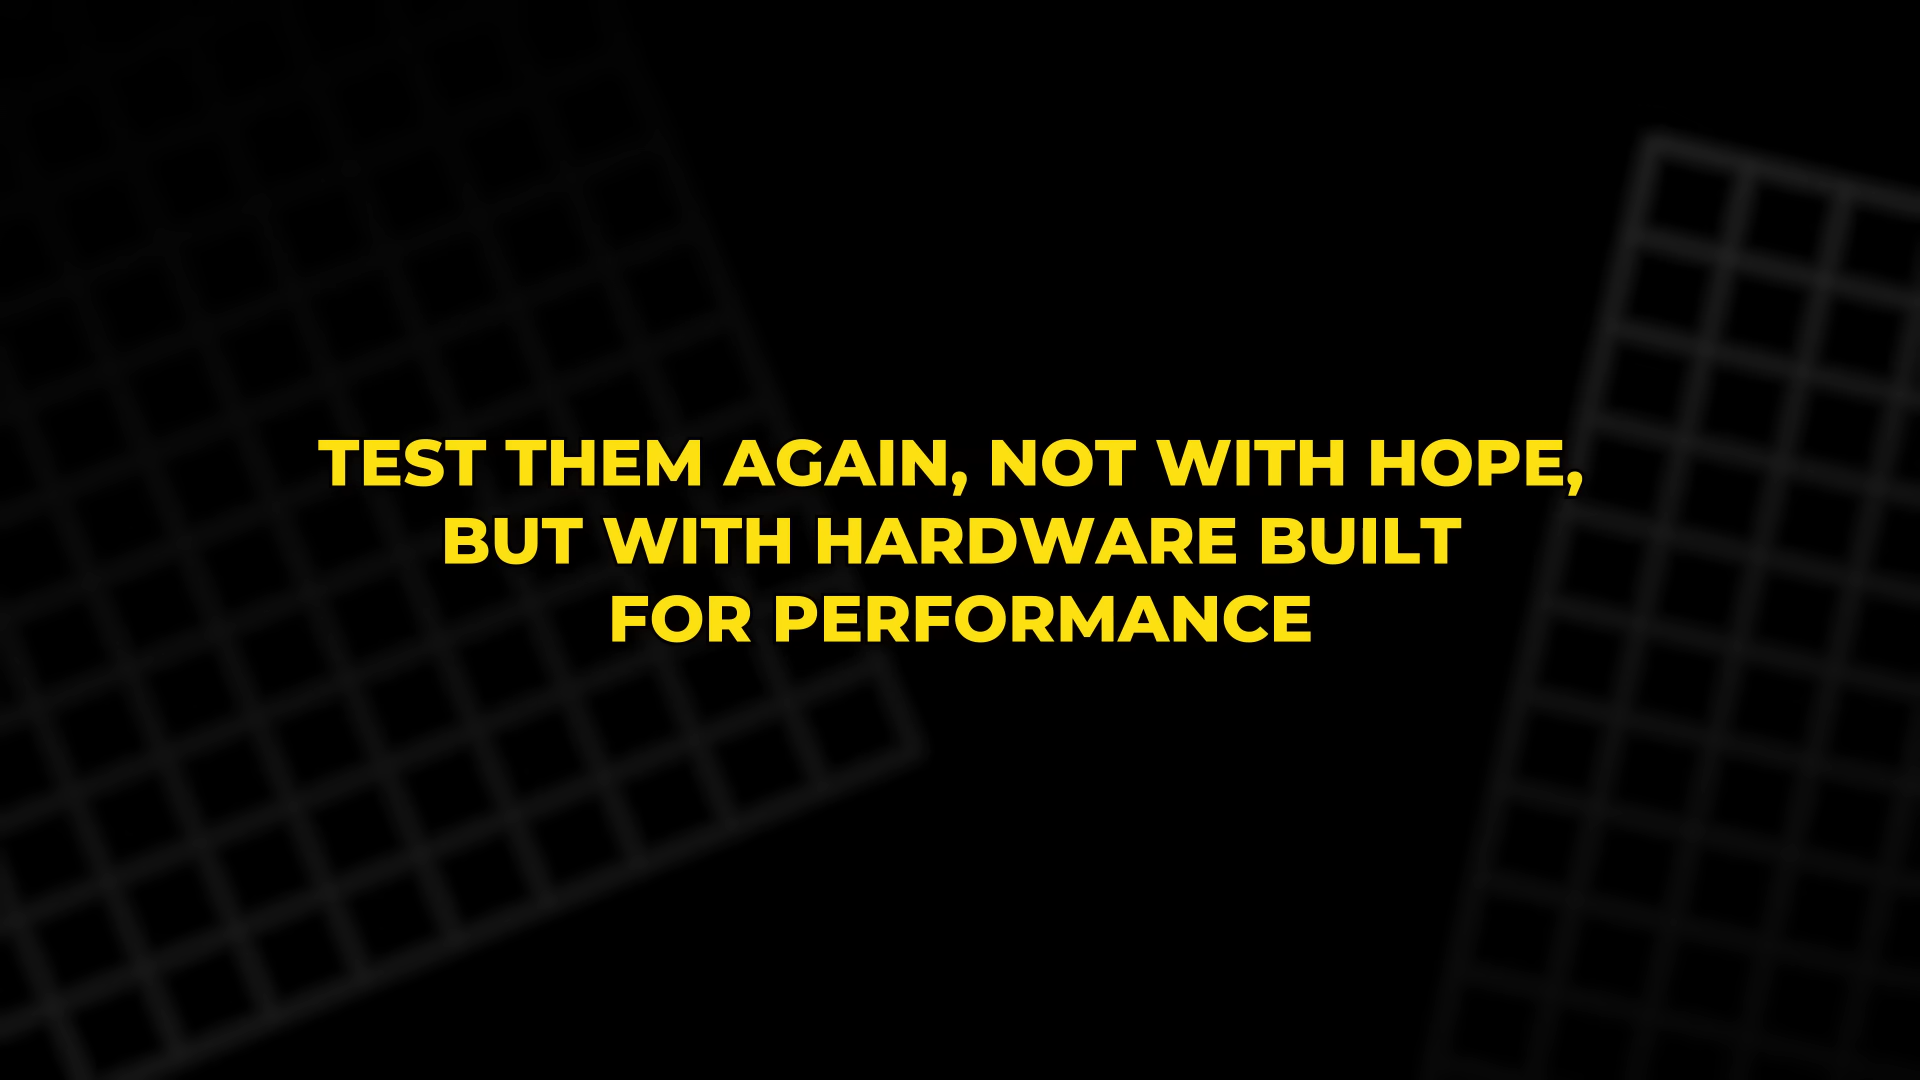 TEST THEM AGAIN, NOT WITH HOPE,
BUT WITH HARDWARE BUILT
FOR PERFORMANCE